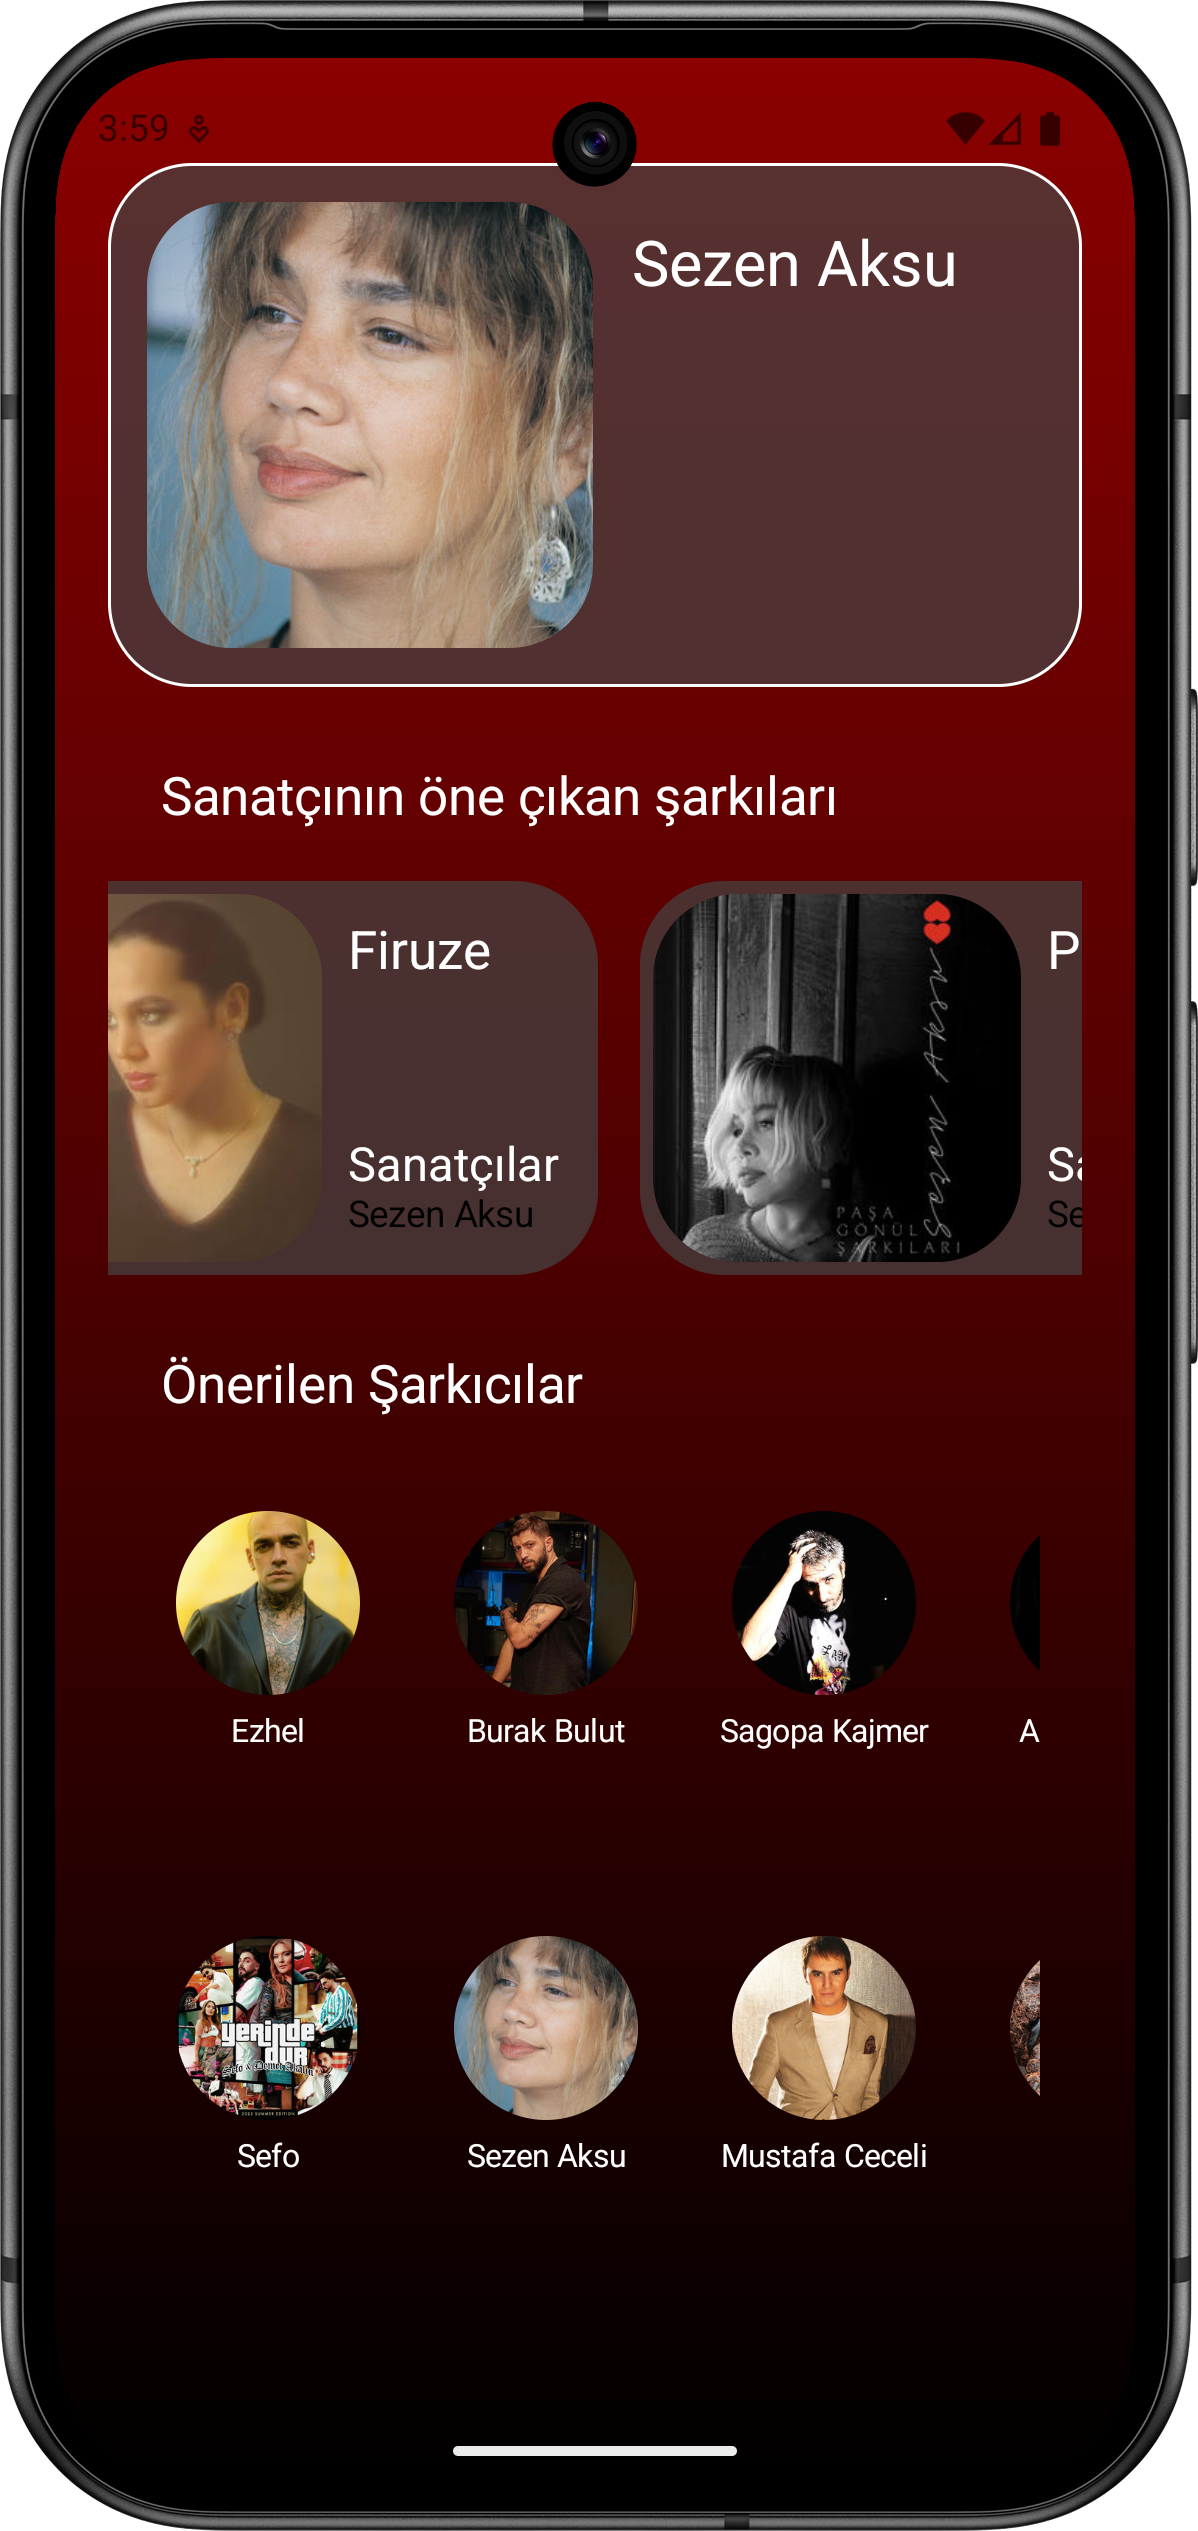 3:59
Sezen Aksu
Sanatçının öne çıkan şarkıları
Firuze
P
Sanatçılar
Sezen Aksu
Sa
Se
sezen Aksu
PAŞA
GÖNÜL
ŞARKILARI
Önerilen Şarkıcılar
Ezhel
Burak Bulut
Sagopa Kajmer
A
yerinde
dur
Sefo & Demet Akalın
Sefo
Sezen Aksu
Mustafa Ceceli